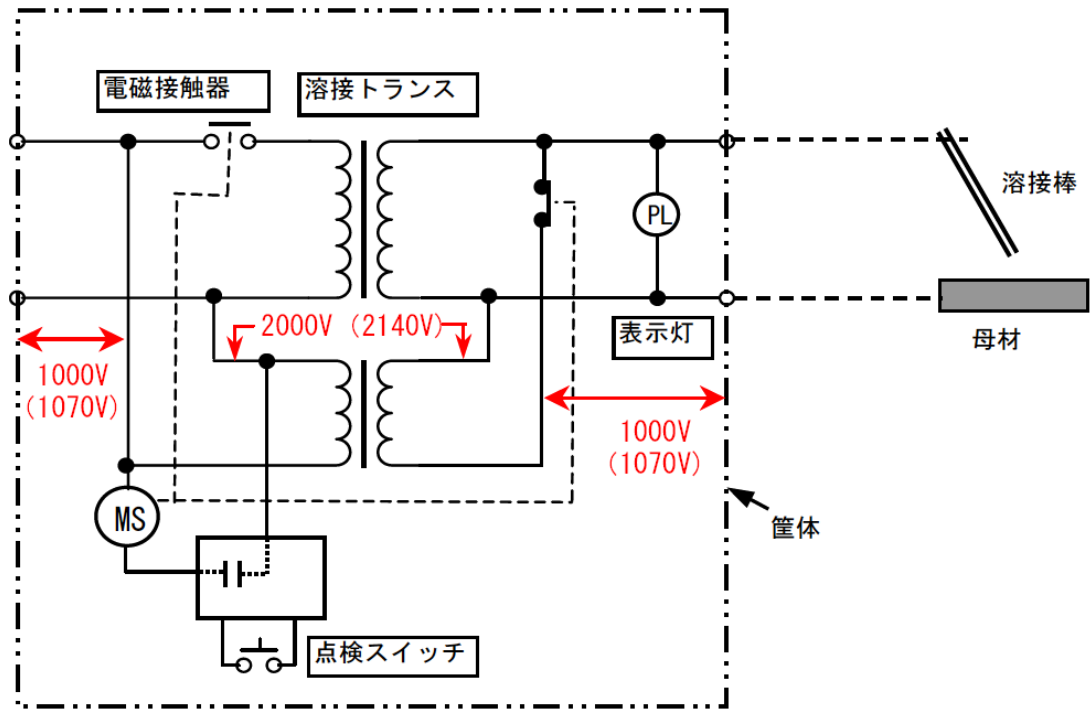 電磁接触器
溶接トランス
溶接棒
PL
2000V (2140V)
表示灯
母材
1000V
(1070V)
1000V
(1070V)
MS
筐体
点検スイッチ